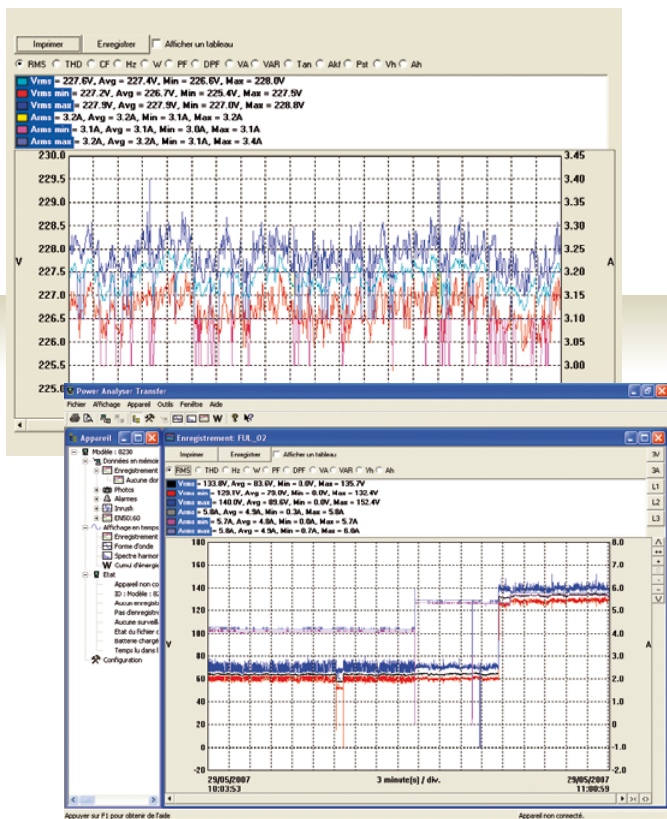 Imprimer Enregistrer Afficher un tableau
RMS THD CF Hz W PF DPF VA VAR Tan Akf Pst Vh Ah
Vrms = 227.6V, Avg = 227.4V, Min = 226.6V, Max = 228.0V
Vrms min = 227.2V, Avg = 226.7V, Min = 225.4V, Max = 227.5V
Vrms max = 227.9V, Avg = 227.9V, Min = 227.0V, Max = 228.8V
Arms = 3.2A, Avg = 3.2A, Min = 3.1A, Max = 3.2A
Arms min = 3.1A, Avg = 3.1A, Min = 3.0A, Max = 3.1A
Arms max = 3.2A, Avg = 3.2A, Min = 3.1A, Max = 3.4A
230.0 3.45
229.5 3.40
229.0 3.35
228.5 3.30
228.0 3.25
V 227.5 3.20 A
227.0 3.15
226.5 3.10
226.0 3.05
225.5 3.00
225.0
Power Analyser Transfer
Fichier Affichage Appareil Outils Fenêtre Aide
W
Appareil
Modèle : 8230
Données en mémoir
Enregistrement
Aucune dor
Photos
Alarmes
Inrush
EN50160
Affichage en temps
Enregistrement
Forme d'onde
Spectre harmor
W Cumul d'énergie
Etat
Appareil non co
ID : Modèle : 82
Aucun enregistr
Pas d'enregistre
Aucune surveill
Etat du fichier d
Batterie chargé
Temps lu dans l
Configuration
Enregistrement: FUL_02
Imprimer Enregistrer Afficher un tableau
RMS THD Hz W PF DPF VA VAR Vh Ah
Vrms = 133.8V, Avg = 83.6V, Min = 0.0V, Max = 135.7V
Vrms min = 129.1V, Avg = 79.0V, Min = 0.0V, Max = 132.4V
Vrms max = 140.0V, Avg = 89.6V, Min = 0.0V, Max = 152.4V
Arms = 5.8A, Avg = 4.9A, Min = 0.3A, Max = 5.8A
Arms min = 5.7A, Avg = 4.8A, Min = 0.0A, Max = 5.7A
Arms max = 5.8A, Avg = 4.9A, Min = 0.7A, Max = 6.0A
3V
3A
L1
L2
L3
180 8.0
160 7.0
140 6.0
120 5.0
100 4.0
V 80 3.0 A
60 2.0
40 1.0
20 0
0 -1.0
-20 -2.0
29/05/2007 3 minute(s) / div. 29/05/2007
10:03:53 11:00:59
Appuyer sur F1 pour obtenir de l'aide Appareil non connecté.